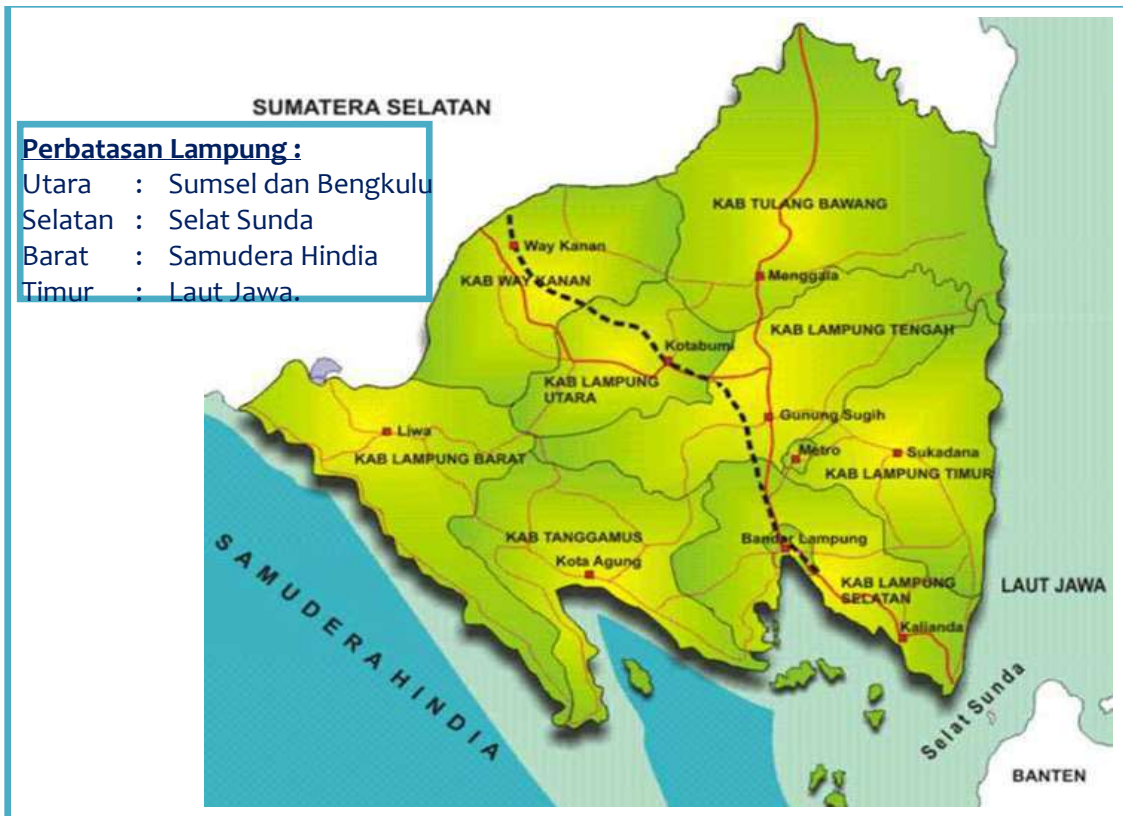 SUMATERA SELATAN
Perbatasan Lampung :
Utara : Sumsel dan Bengkulu
Selatan : Selat Sunda
Barat : Samudera Hindia
Timur : Laut Jawa.
KAB TULANG BAWANG
Way Kanan
KAB WAY KANAN
Menggala
KAB LAMPUNG TENGAH
Kotabumi
KAB LAMPUNG
UTARA
Gunung Sugih
Liwa
KAB LAMPUNG BARAT
Metro
Sukadana
KAB LAMPUNG TIMUR
KAB TANGGAMUS
Kota Agung
Bandar Lampung
KAB LAMPUNG
SELATAN
Kalianda
LAUT JAWA
SAMUDERA HINDIA
Selat Sunda
BANTEN